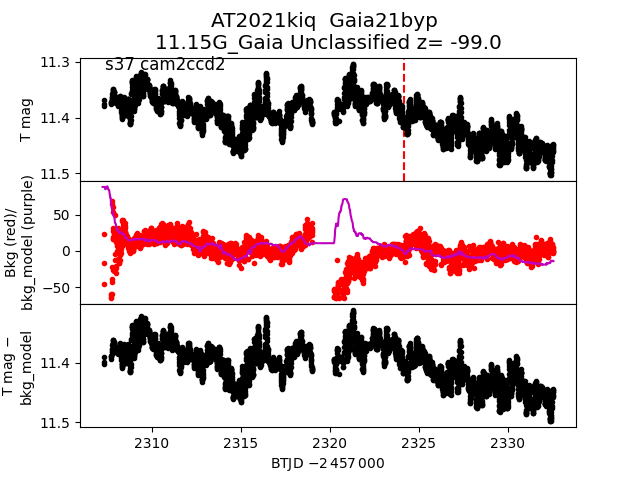 AT2021kiq  Gaia21byp
11.15G_Gaia Unclassified z= -99.0
s37 cam2ccd2
11.3
11.4
11.5
T mag
50
0
−50
Bkg (red)/
bkg_model (purple)
11.4
11.5
T mag −
bkg_model
2310
2315
2320
2325
2330
BTJD −2 457 000